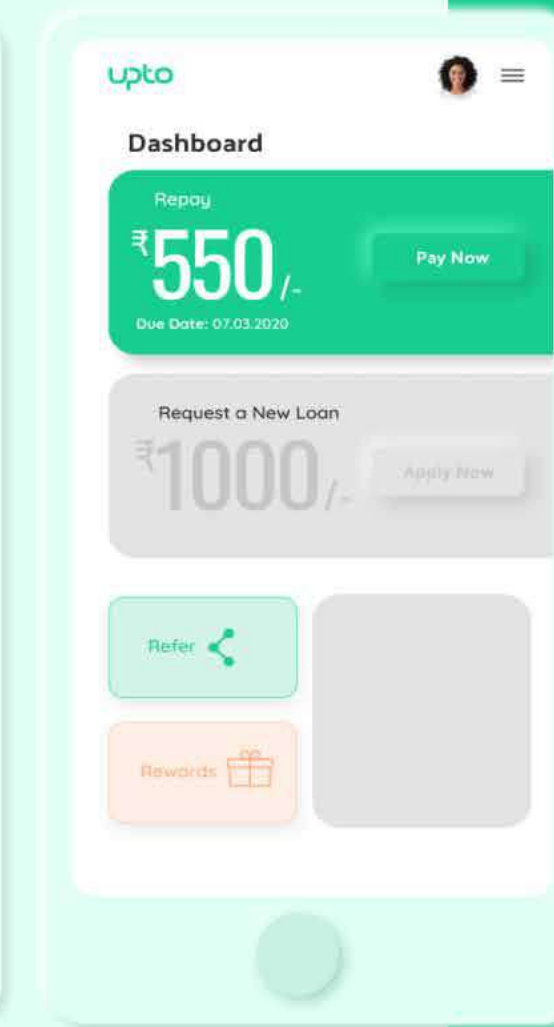 upto
Dashboard
Repay
₹550/-
Pay Now
Due Date: 07.03.2020
Request a New Loan
₹1000/-
Apply Now
Refer
Rewards